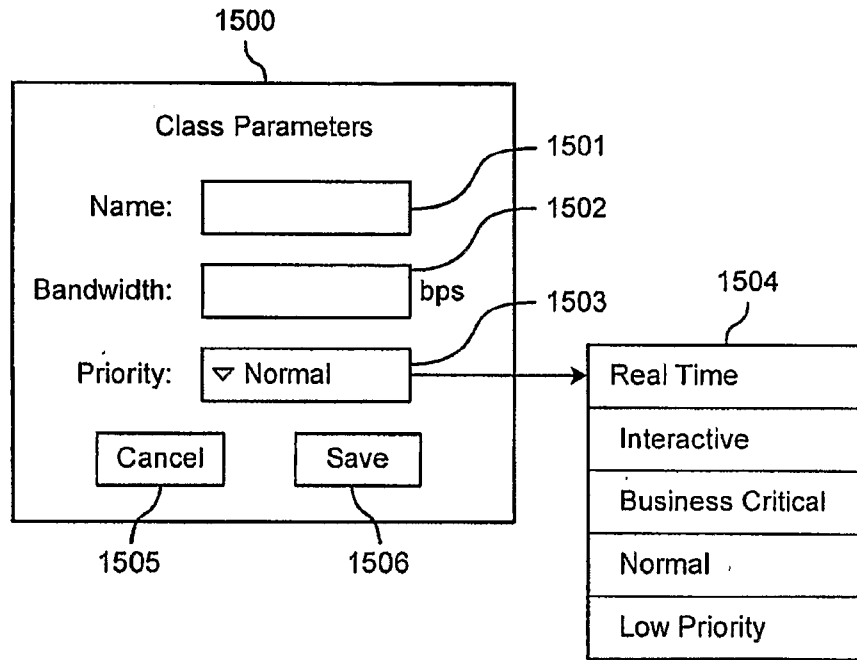 1500
Class Parameters
Name:
1501
Bandwidth:
bps
1502
Priority:
Normal
1503
Cancel
Save
1505
1506
1504
Real Time
Interactive
Business Critical
Normal
Low Priority